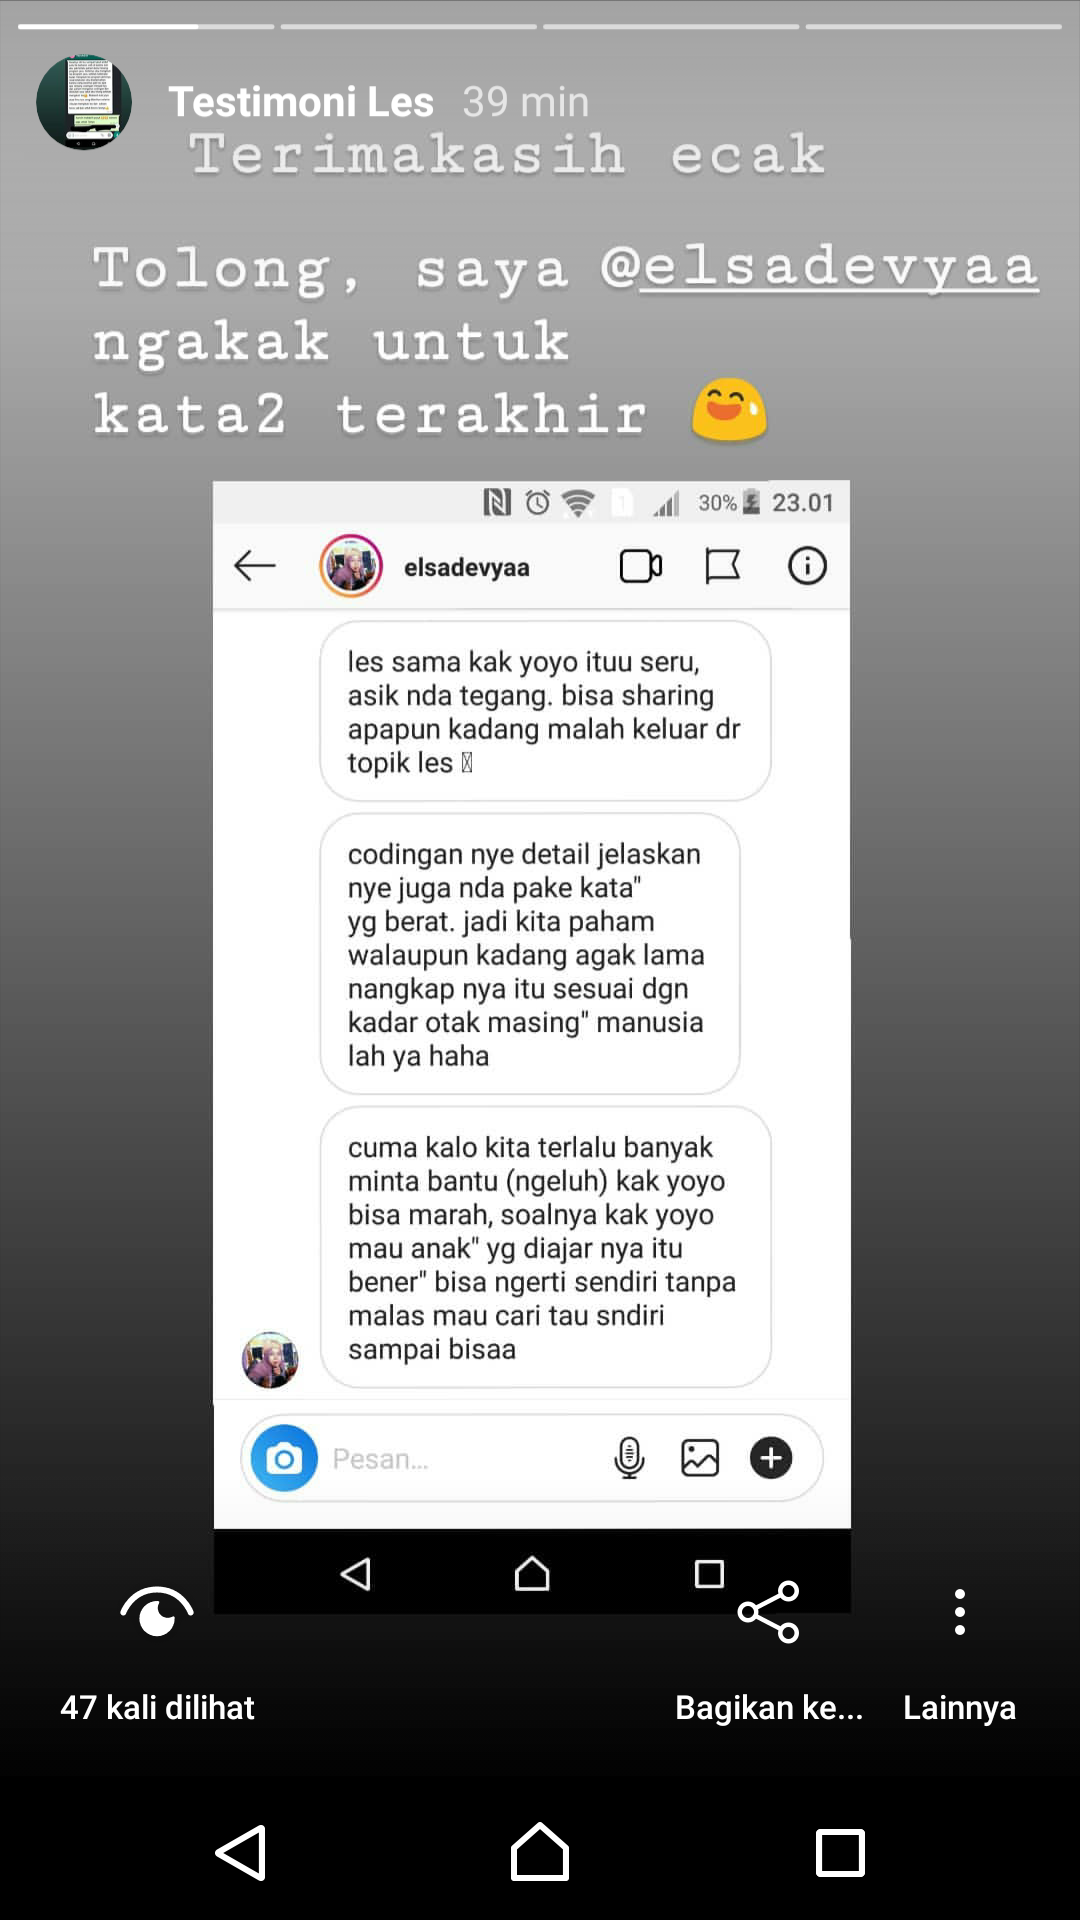 Testimoni Les 39 min
Terimakasih ecak
Tolong, saya @elsadevyaa
ngakak untuk
kata2 terakhir 😅
30% 23.01
elsadevyaa
les sama kak yoyo ituu seru,
asik nda tegang. bisa sharing
apapun kadang malah keluar dr
topik les
codingan nye detail jelaskan
nye juga nda pake kata"
yg berat. jadi kita paham
walaupun kadang agak lama
nangkap nya itu sesuai dgn
kadar otak masing" manusia
lah ya haha
cuma kalo kita terlalu banyak
minta bantu (ngeluh) kak yoyo
bisa marah, soalnya kak yoyo
mau anak" yg diajar nya itu
bener" bisa ngerti sendiri tanpa
malas mau cari tau sndiri
sampai bisaa
Pesan...
47 kali dilihat
Bagikan ke...
Lainnya